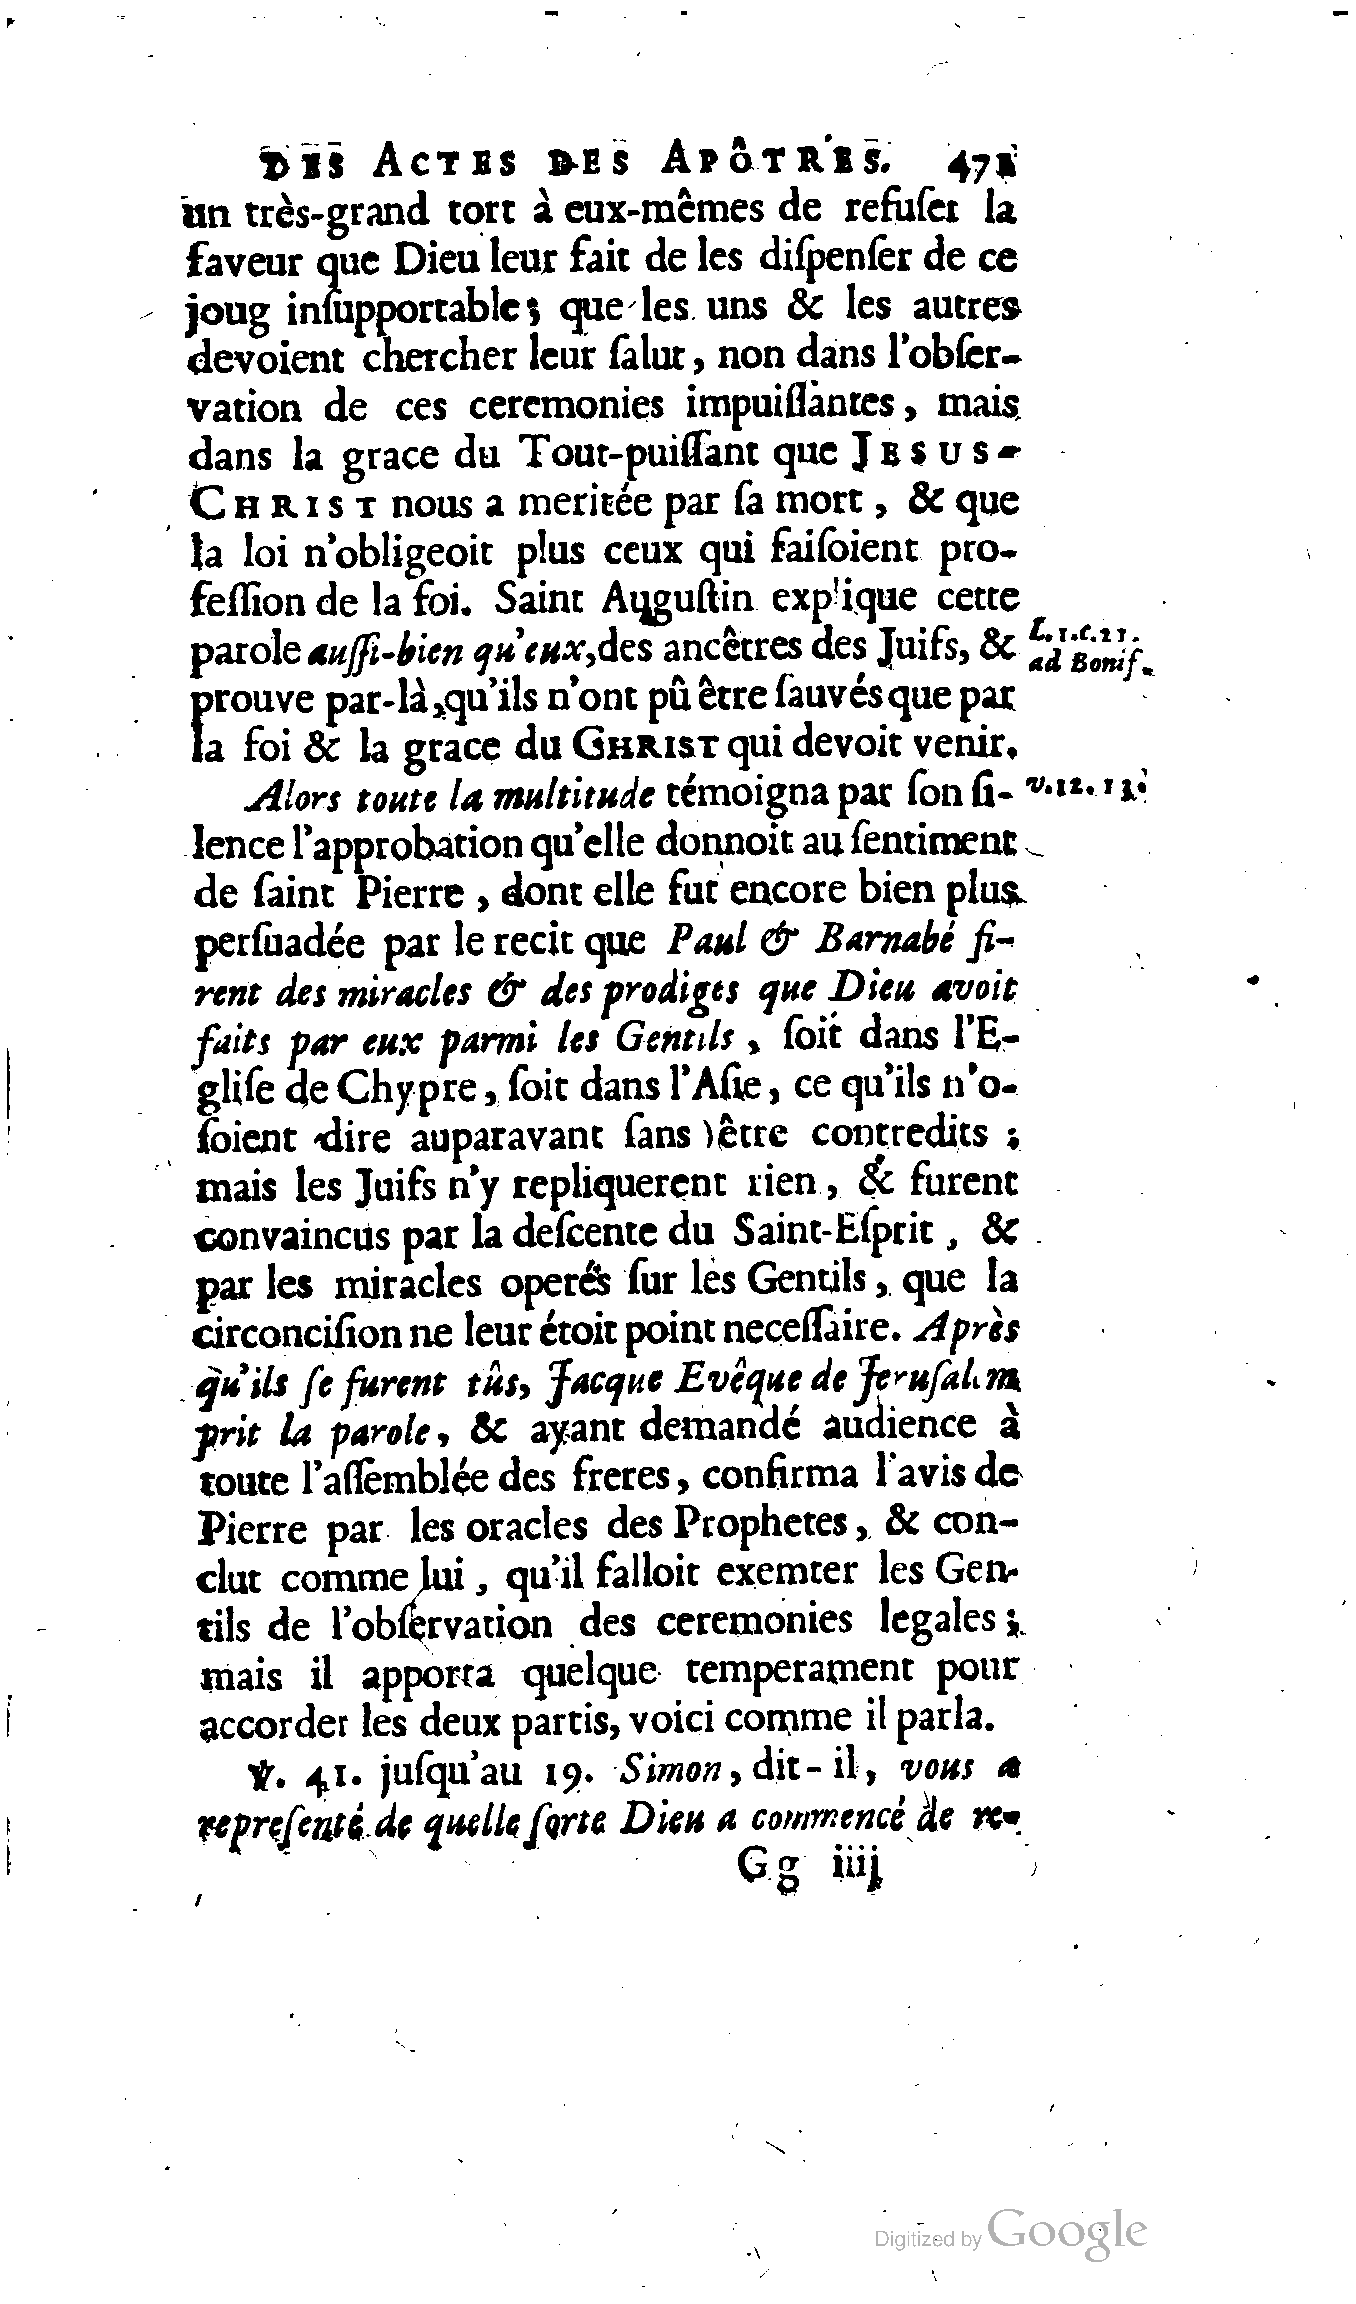 DES ACTES DES APÔTRES. 471
un très-grand tort à eux-mêmes de refuſer la
faveur que Dieu leur fait de les diſpenſer de ce
joug inſupportable; que les uns & les autres
devoient chercher leur ſalut, non dans l'obſer-
vation de ces ceremonies impuiſſantes, mais
dans la grace du Tout-puiſſant que JESUS-
CHRIST nous a meritée par ſa mort, & que
la loi n'obligeoit plus ceux qui faiſoient pro-
feſſion de la foi. Saint Auguſtin explique cette
parole auſſi-bien qu'eux, des ancêtres des Juifs, &
L. 1. c. 21.
ad Bonif.
prouve par-là, qu'ils n'ont pû être ſauvés que par
la foi & la grace du CHRIST qui devoit venir.
Alors toute la multitude témoigna par ſon ſi-
v. 12. 13.
lence l'approbation qu'elle donnoit au ſentiment
de ſaint Pierre, dont elle fut encore bien plus
perſuadée par le recit que Paul & Barnabé fi-
rent des miracles & des prodiges que Dieu avoit
faits par eux parmi les Gentils, ſoit dans l'E-
gliſe de Chypre, ſoit dans l'Aſie, ce qu'ils n'o-
ſoient dire auparavant ſans être contredits;
mais les Juifs n'y repliquerent rien, & furent
convaincus par la deſcente du Saint-Eſprit, &
par les miracles operés ſur les Gentils, que la
circonciſion ne leur étoit point neceſſaire. Après
qu'ils ſe furent tûs, Jacque Evêque de Jeruſalem
prit la parole, & ayant demandé audience à
toute l'aſſemblée des freres, confirma l'avis de
Pierre par les oracles des Prophetes, & con-
clut comme lui, qu'il falloit exemter les Gen-
tils de l'obſervation des ceremonies legales;
mais il apporta quelque temperament pour
accorder les deux partis, voici comme il parla.
℣. 41. juſqu'au 19. Simon, dit-il, vous a
repreſenté de quelle ſorte Dieu a commencé de re-
Gg iiij
Digitized by Google